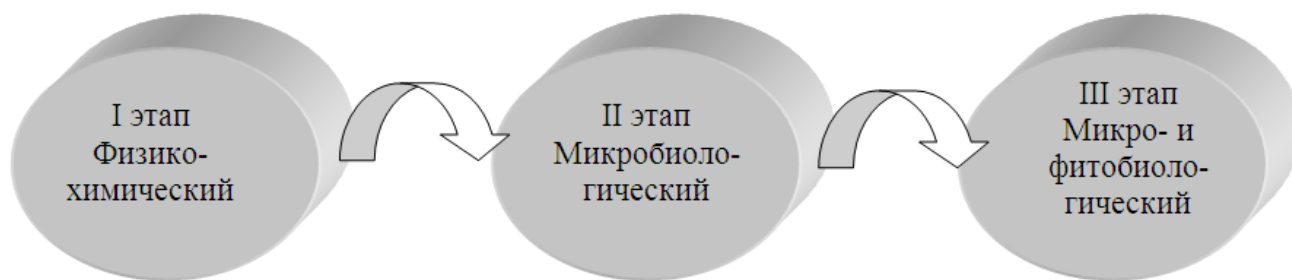 I этап
Физико-
химический
II этап
Микробиоло-
гический
III этап
Микро- и
фитобиоло-
гический